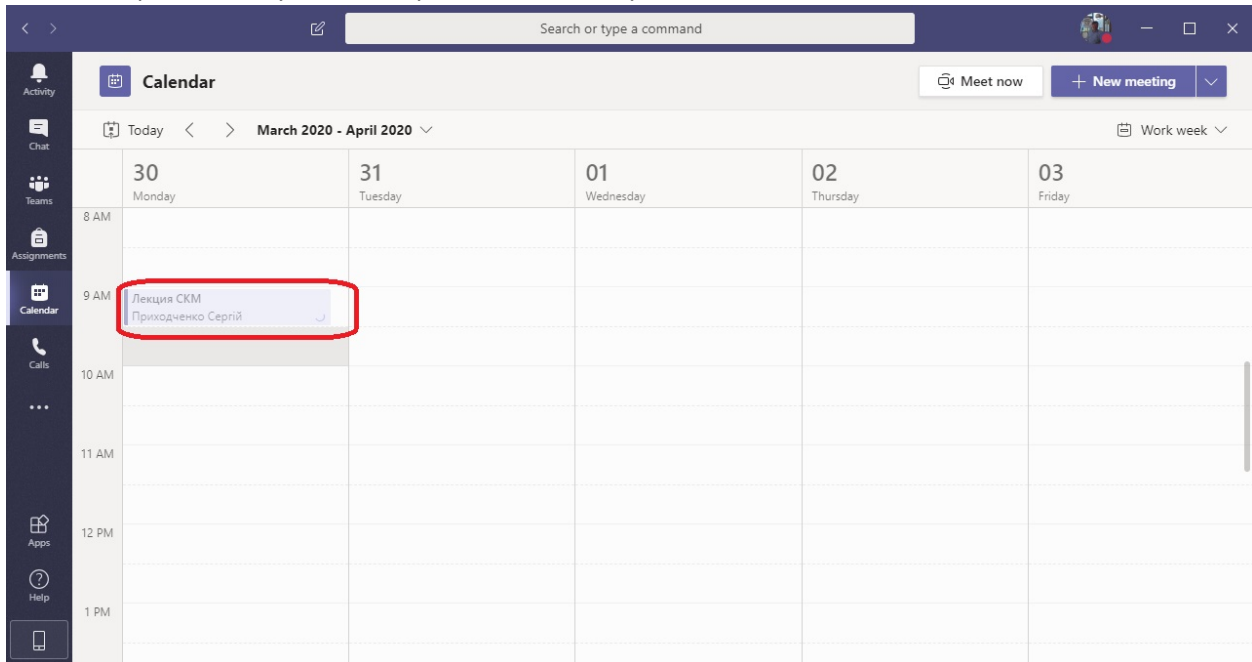 Search or type a command
Activity
Chat
Teams
Assignments
Calendar
Calls
Apps
Help
Calendar
Meet now
+ New meeting
Today
March 2020 - April 2020
Work week
30
Monday
31
Tuesday
01
Wednesday
02
Thursday
03
Friday
8 AM
9 AM
Лекция СКМ
Приходченко Сергій
10 AM
11 AM
12 PM
1 PM